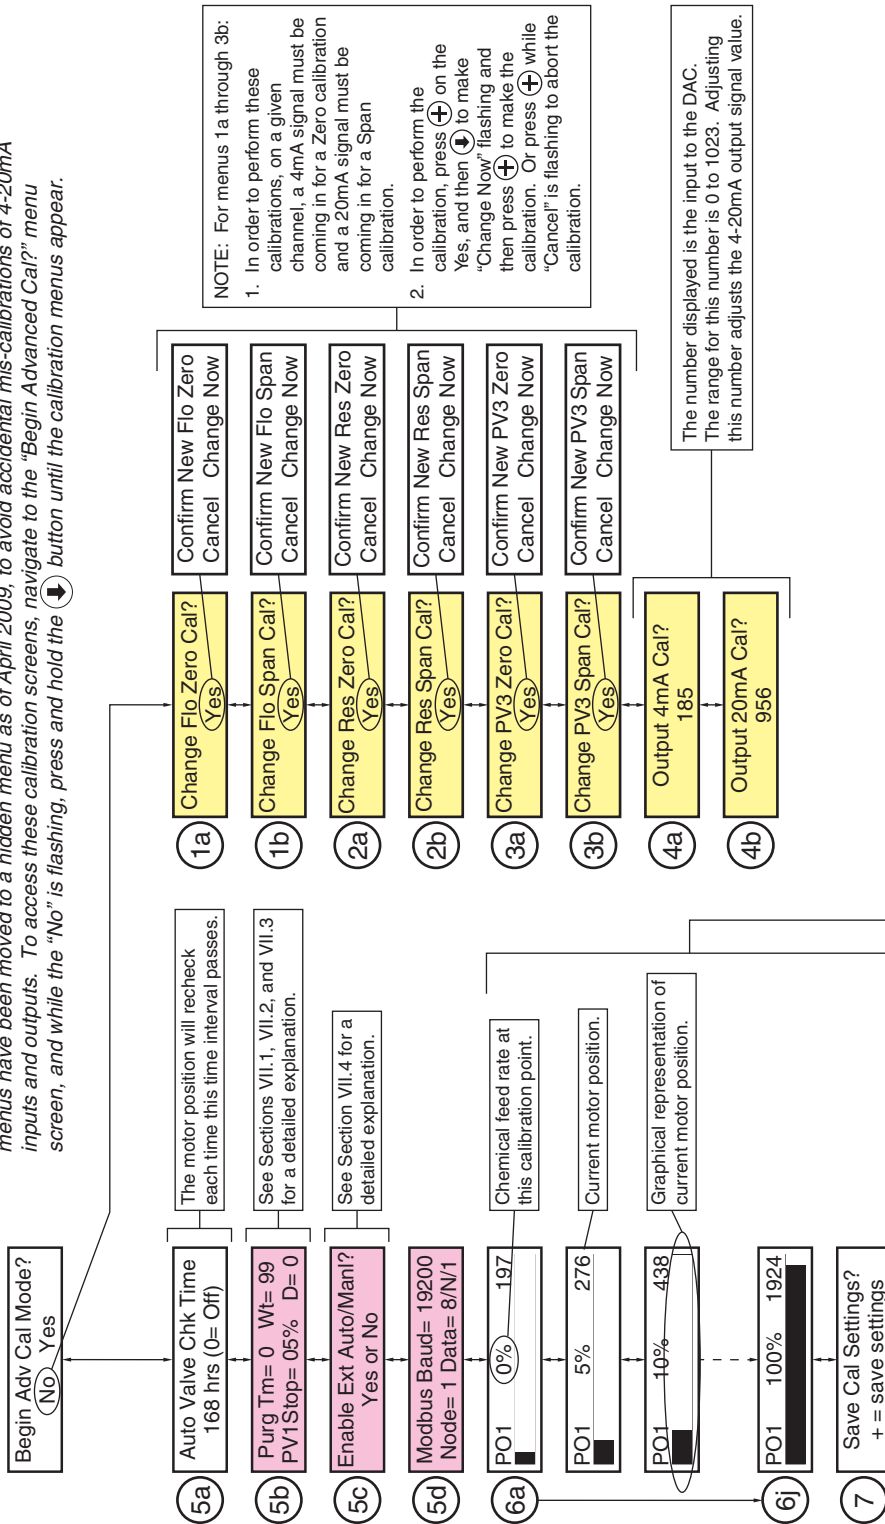 menus have been moved to a hidden menu as of April 2009, to avoid accidental mis-calibrations of 4-20mA
inputs and outputs. To access these calibration screens, navigate to the “Begin Advanced Cal?” menu
screen, and while the “No” is flashing, press and hold the button until the calibration menus appear.
Begin Adv Cal Mode?
No Yes
5a
Auto Valve Chk Time
168 hrs (0= Off)
The motor position will recheck
each time this time interval passes.
5b
Purg Tm= 0 Wt= 99
PV1Stop= 05% D= 0
See Sections VII.1, VII.2, and VII.3
for a detailed explanation.
5c
Enable Ext Auto/Manl?
Yes or No
See Section VII.4 for a
detailed explanation.
5d
Modbus Baud= 19200
Node= 1 Data= 8/N/1
6a
PO1 0% 197
Chemical feed rate at
this calibration point.
PO1 5% 276
Current motor position.
PO1 10% 438
Graphical representation of
current motor position.
6j
PO1 100% 1924
7
Save Cal Settings?
+ = save settings
1a
Change Flo Zero Cal?
Yes
Confirm New Flo Zero
Cancel Change Now
1b
Change Flo Span Cal?
Yes
Confirm New Flo Span
Cancel Change Now
2a
Change Res Zero Cal?
Yes
Confirm New Res Zero
Cancel Change Now
2b
Change Res Span Cal?
Yes
Confirm New Res Span
Cancel Change Now
3a
Change PV3 Zero Cal?
Yes
Confirm New PV3 Zero
Cancel Change Now
3b
Change PV3 Span Cal?
Yes
Confirm New PV3 Span
Cancel Change Now
4a
Output 4mA Cal?
185
4b
Output 20mA Cal?
956
NOTE: For menus 1a through 3b:
1. In order to perform these
calibrations, on a given
channel, a 4mA signal must be
coming in for a Zero calibration
and a 20mA signal must be
coming in for a Span
calibration.
2. In order to perform the
calibration, press + on the
Yes, and then to make
“Change Now” flashing and
then press + to make the
calibration. Or press + while
“Cancel” is flashing to abort the
calibration.
The number displayed is the input to the DAC.
The range for this number is 0 to 1023. Adjusting
this number adjusts the 4-20mA output signal value.